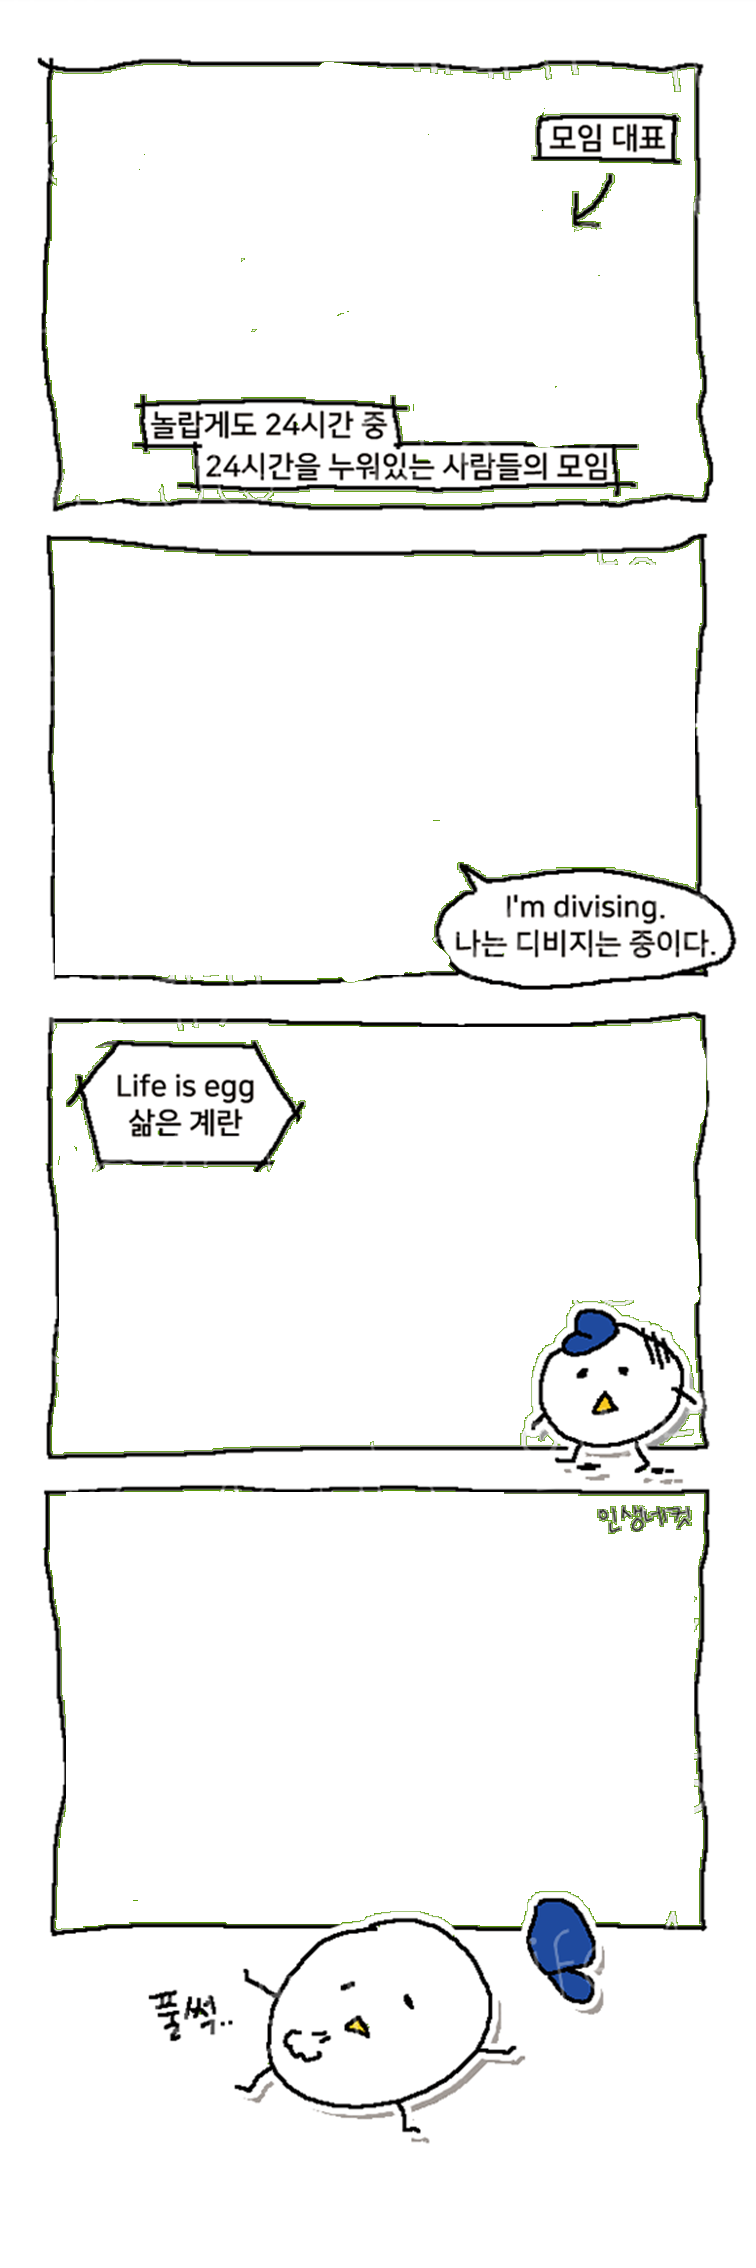 모임 대표
놀랍게도 24시간 중
24시간을 누워있는 사람들의 모임
I'm divising.
나는 디비지는 중이다.
Life is egg
삶은 계란
인생네컷
풀썩..